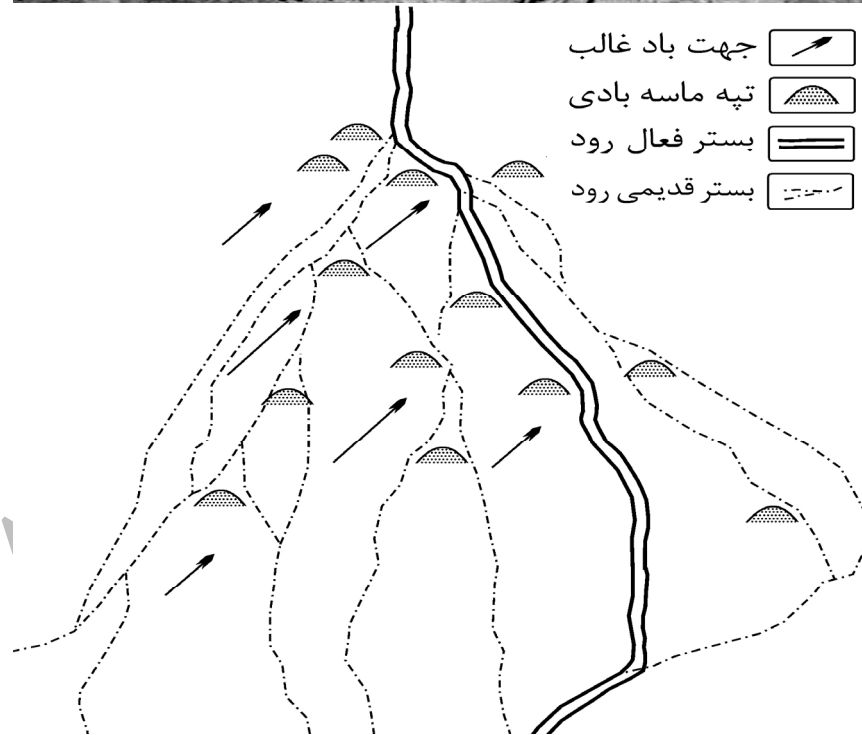 جهت باد غالب
تپه ماسه بادی
بستر فعال رود
بستر قدیمی رود